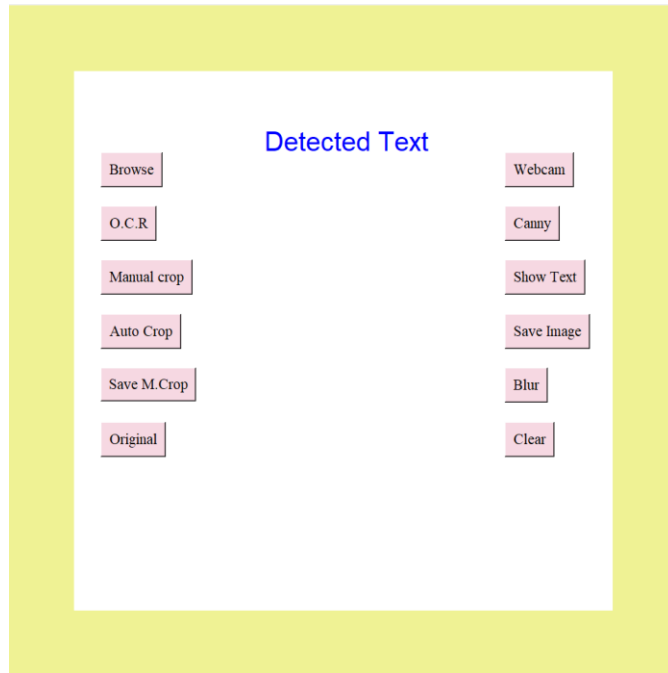 Detected Text
Browse
Webcam
O.C.R
Canny
Manual crop
Show Text
Auto Crop
Save Image
Save M.Crop
Blur
Original
Clear